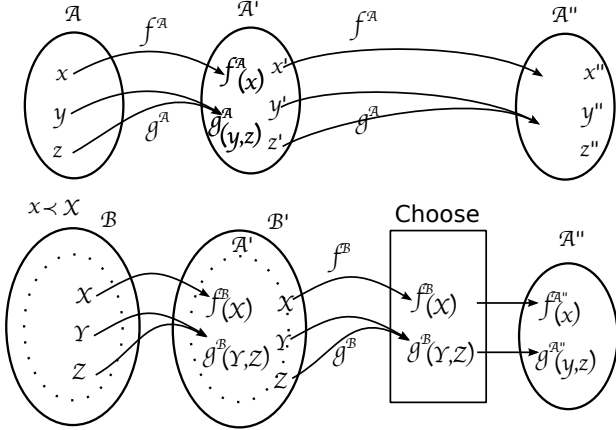 𝒜 𝒜' 𝒜"
f^𝒜 f^𝒜
x f^𝒜(x) x' x"
y g^𝒜(y,z) y' y"
z g^𝒜 z' g^𝒜 z"
x ≺ X
ℬ ℬ' Choose
𝒜' f^ℬ 𝒜"
X f^ℬ(X) X f^ℬ(X) f^𝒜"(x)
Y g^ℬ(Y,Z) Y g^ℬ(Y,Z) g^𝒜"(y,z)
Z Z g^ℬ